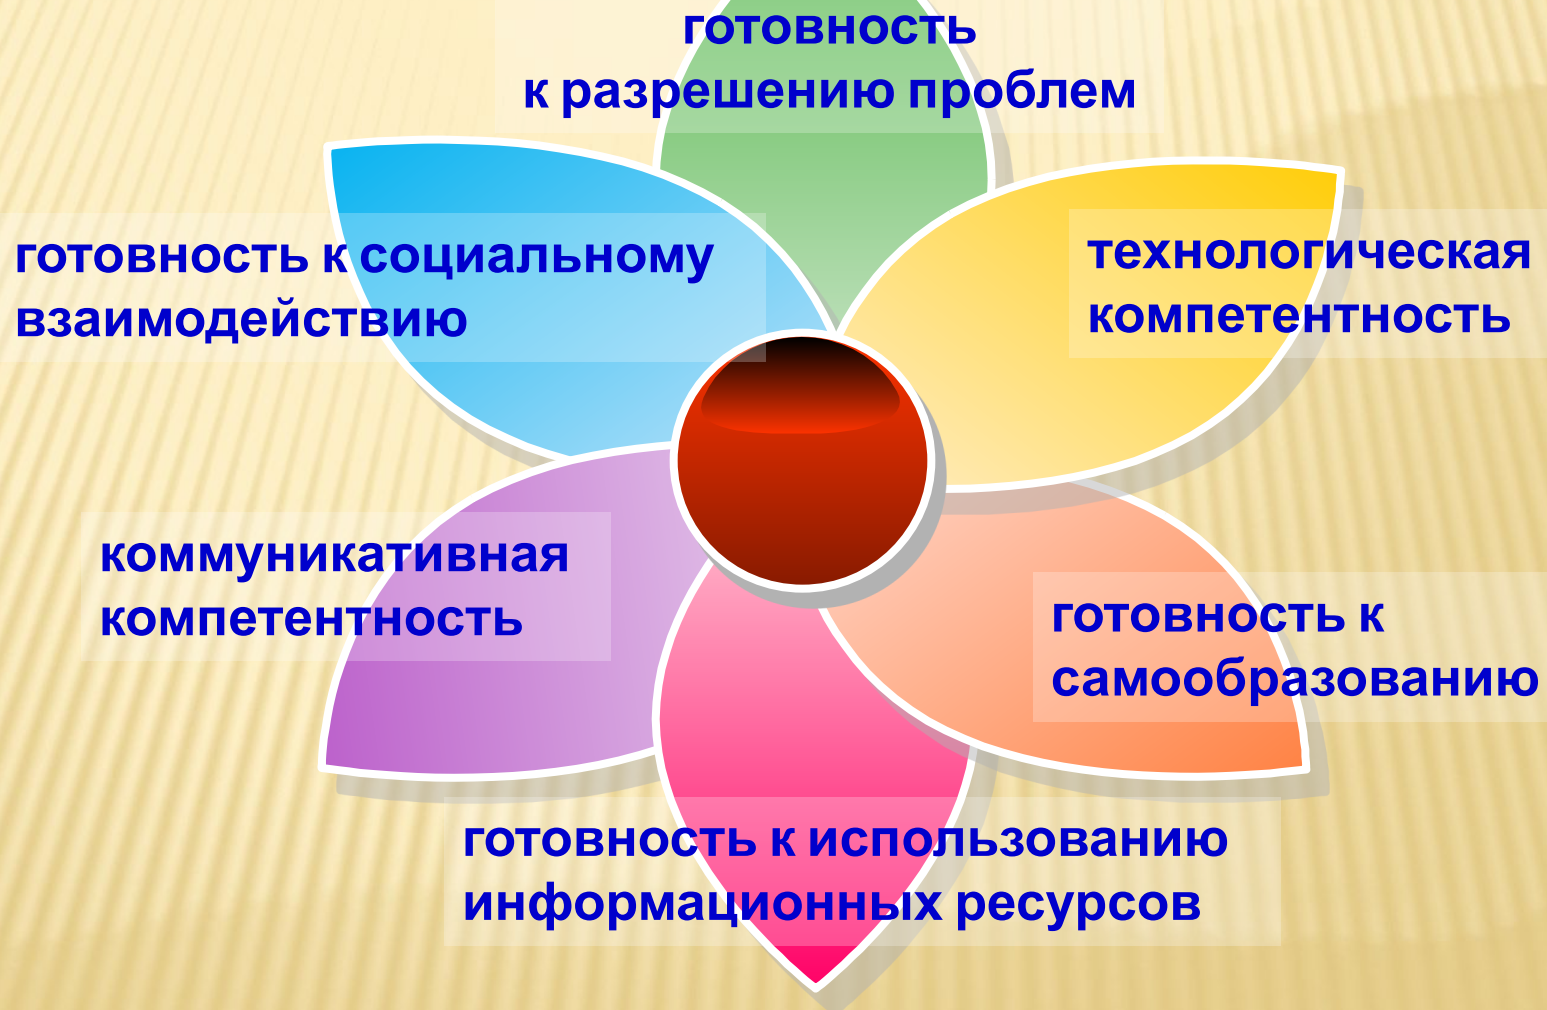 готовность
к разрешению проблем
готовность к социальному
взаимодействию
технологическая
компетентность
коммуникативная
компетентность
готовность к
самообразованию
готовность к использованию
информационных ресурсов